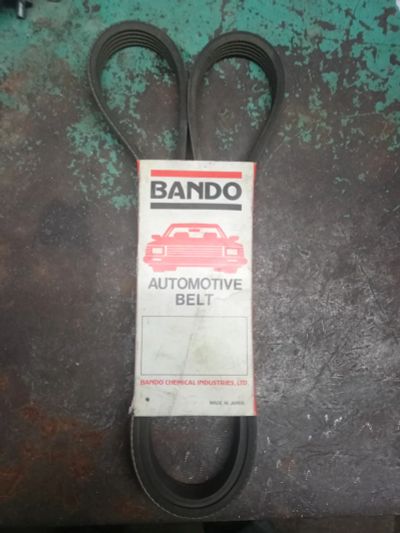 BANDO
AUTOMOTIVE
BELT
BANDO CHEMICAL INDUSTRIES, LTD
MADE IN JAPAN